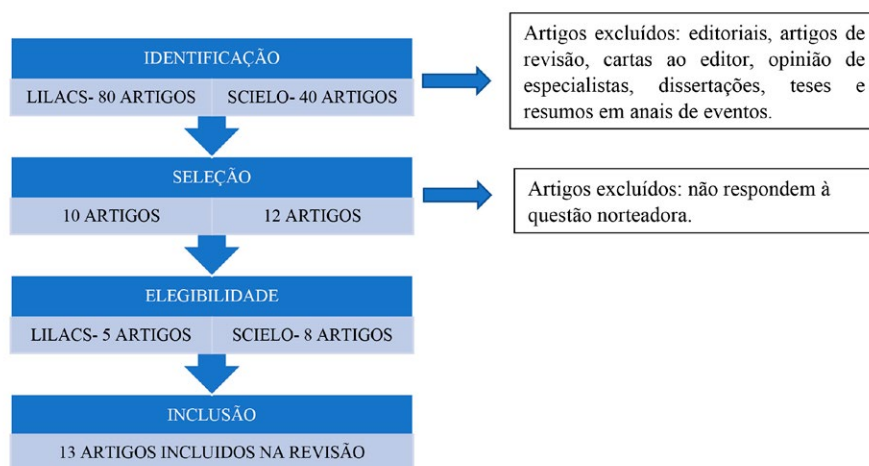 IDENTIFICAÇÃO
LILACS- 80 ARTIGOS
SCIELO- 40 ARTIGOS
Artigos excluídos: editoriais, artigos de
revisão, cartas ao editor, opinião de
especialistas, dissertações, teses e
resumos em anais de eventos.
SELEÇÃO
10 ARTIGOS
12 ARTIGOS
Artigos excluídos: não respondem à
questão norteadora.
ELEGIBILIDADE
LILACS- 5 ARTIGOS
SCIELO- 8 ARTIGOS
INCLUSÃO
13 ARTIGOS INCLUIDOS NA REVISÃO